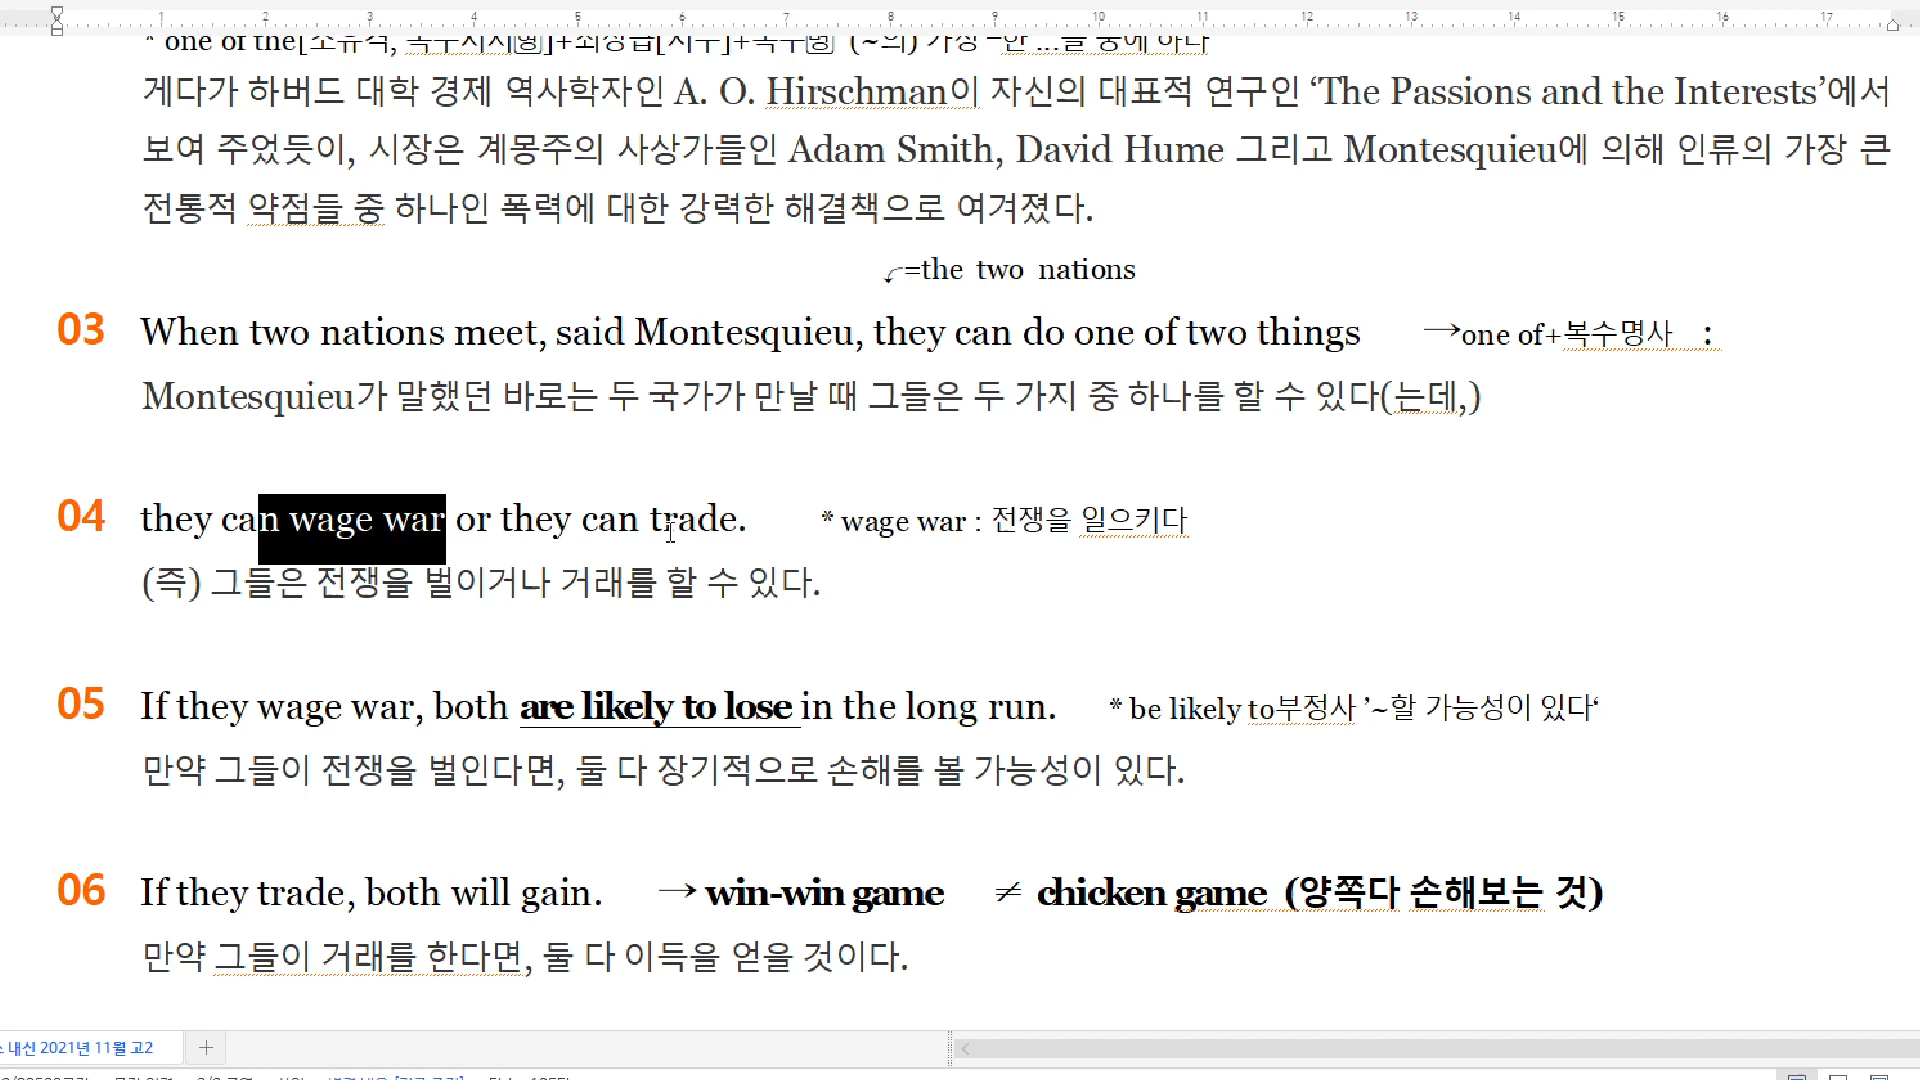 * one of the[소유격,
게다가 하버드 대학 경제 역사학자인 A. O. Hirschman이 자신의 대표적 연구인 ‘The Passions and the Interests’에서
보여 주었듯이, 시장은 계몽주의 사상가들인 Adam Smith, David Hume 그리고 Montesquieu에 의해 인류의 가장 큰
전통적 약점들 중 하나인 폭력에 대한 강력한 해결책으로 여겨졌다.
=the two nations
03 When two nations meet, said Montesquieu, they can do one of two things →one of+복수명사 :
Montesquieu가 말했던 바로는 두 국가가 만날 때 그들은 두 가지 중 하나를 할 수 있다(는데,)
04 they can wage war or they can trade. * wage war : 전쟁을 일으키다
(즉) 그들은 전쟁을 벌이거나 거래를 할 수 있다.
05 If they wage war, both are likely to lose in the long run. * be likely to부정사 ’~할 가능성이 있다‘
만약 그들이 전쟁을 벌인다면, 둘 다 장기적으로 손해를 볼 가능성이 있다.
06 If they trade, both will gain. → win-win game ≠ chicken game (양쪽다 손해보는 것)
만약 그들이 거래를 한다면, 둘 다 이득을 얻을 것이다.
내신 2021년 11월 고2